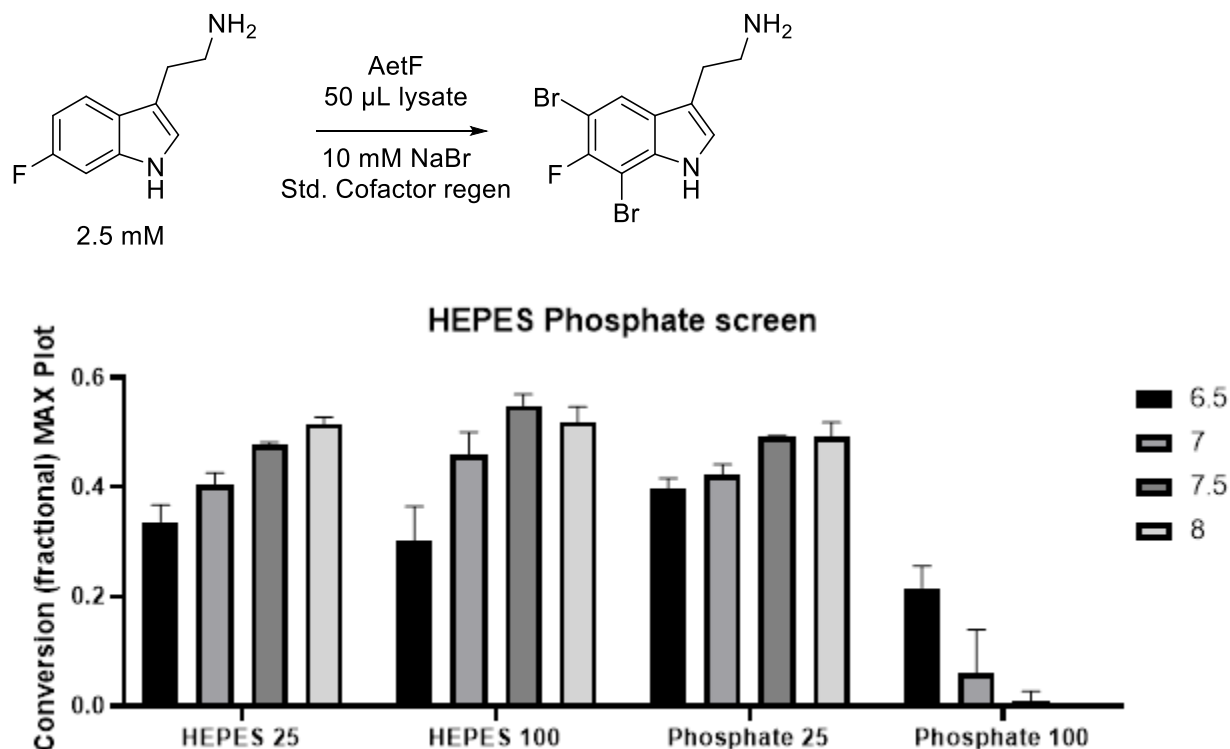 NH2
F
N
H
2.5 mM
AetF
50 µL lysate
10 mM NaBr
Std. Cofactor regen
NH2
Br
F
N
H
Br
HEPES Phosphate screen
Conversion (fractional) MAX Plot
0.6
0.4
0.2
0.0
HEPES 25
HEPES 100
Phosphate 25
Phosphate 100
6.5
7
7.5
8